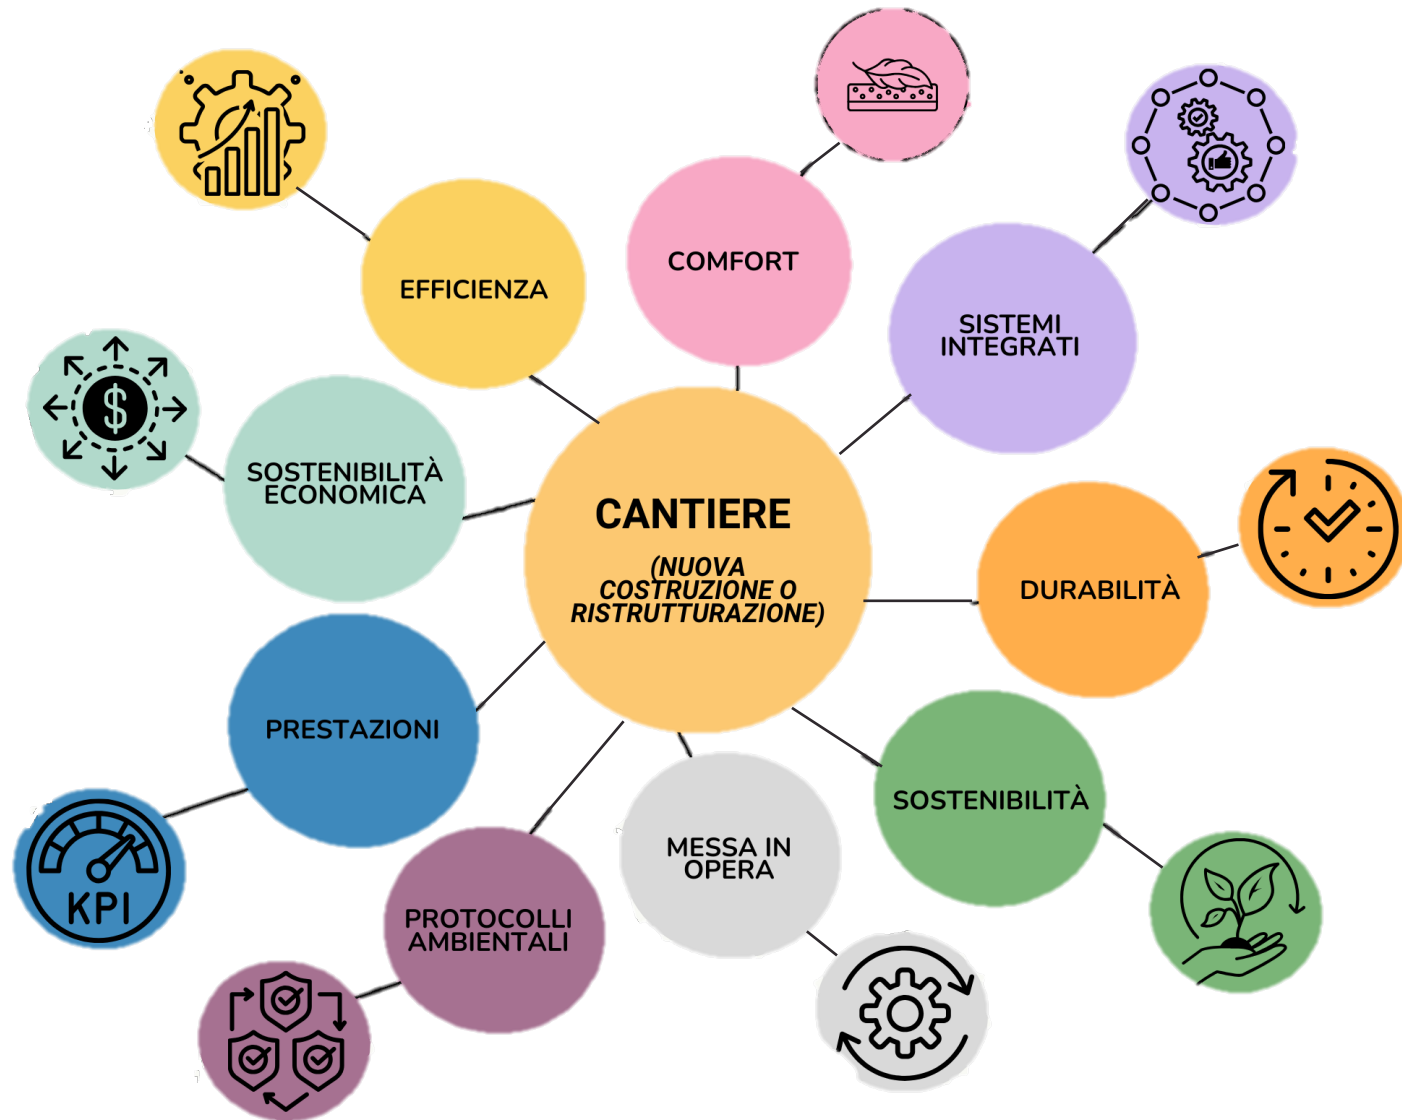 COMFORT
EFFICIENZA
SISTEMI
INTEGRATI
$
SOSTENIBILITÀ
ECONOMICA
CANTIERE
(NUOVA
COSTRUZIONE O
RISTRUTTURAZIONE)
DURABILITÀ
PRESTAZIONI
SOSTENIBILITÀ
MESSA IN
OPERA
KPI
PROTOCOLLI
AMBIENTALI